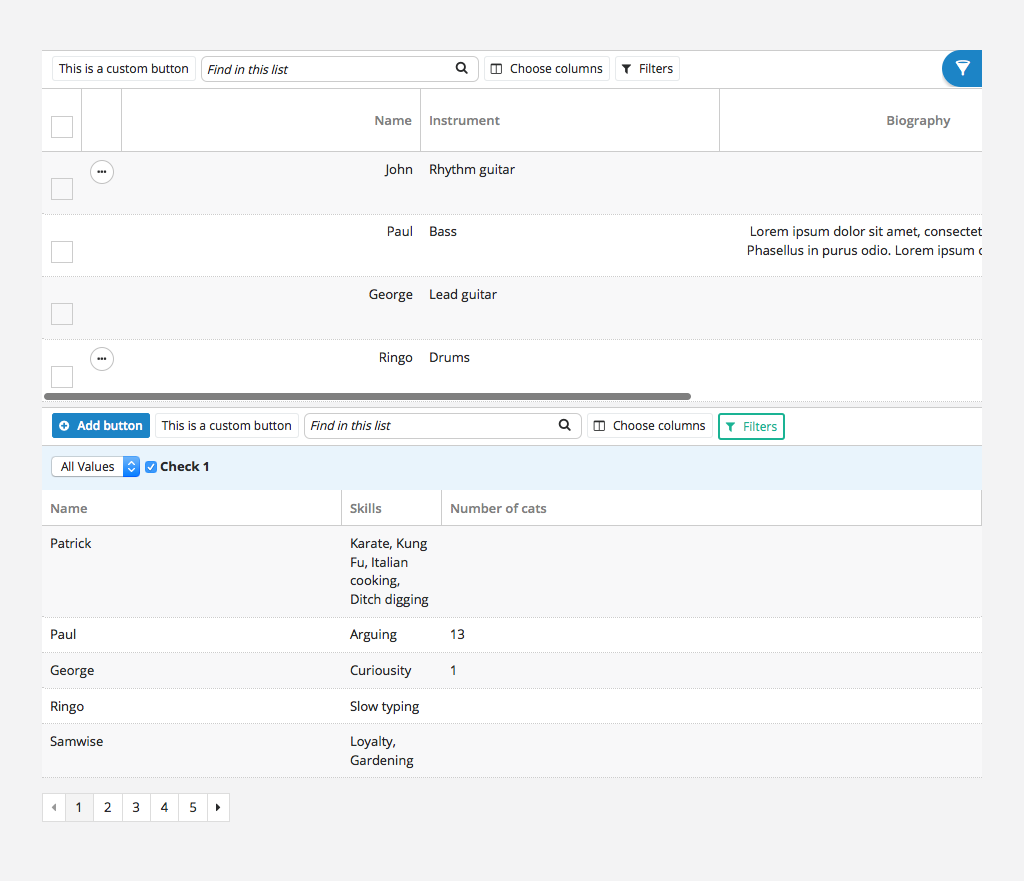 This is a custom button Find in this list Choose columns Filters
Name Instrument Biography
John Rhythm guitar
Paul Bass Lorem ipsum dolor sit amet, consectet
Phasellus in purus odio. Lorem ipsum
George Lead guitar
Ringo Drums
Add button This is a custom button Find in this list Choose columns Filters
All Values Check 1
Name Skills Number of cats
Patrick Karate, Kung
Fu, Italian
cooking,
Ditch digging
Paul Arguing 13
George Curiousity 1
Ringo Slow typing
Samwise Loyalty,
Gardening
1 2 3 4 5